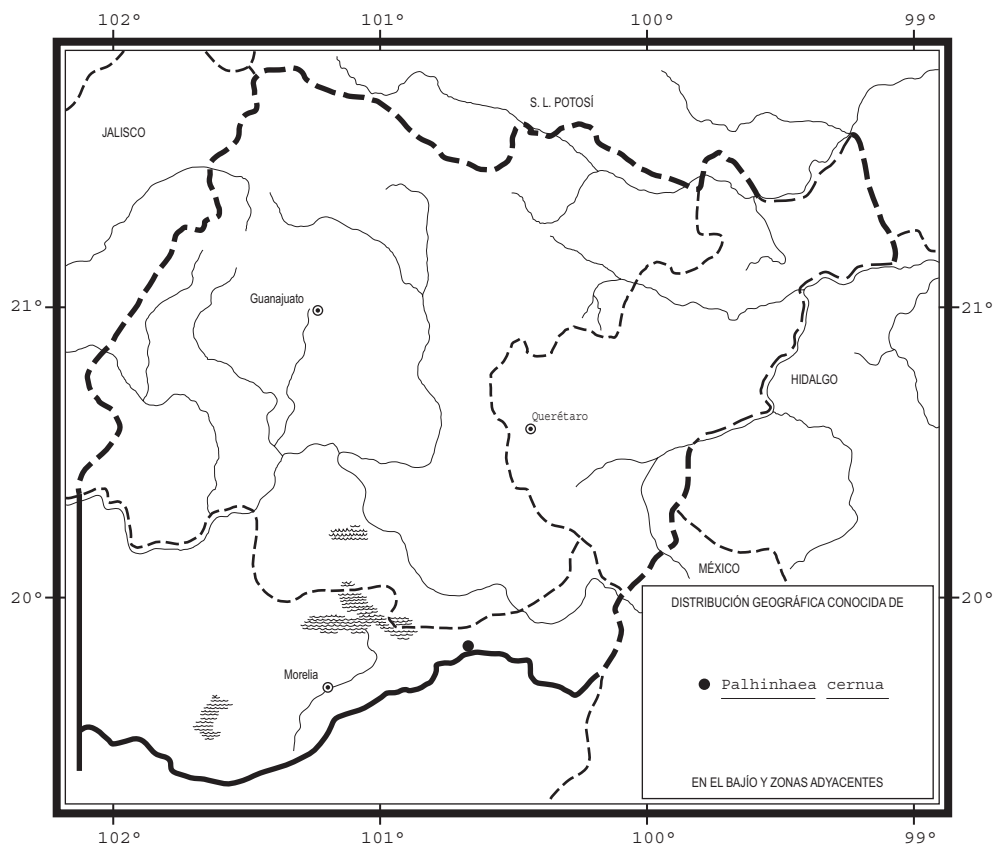 102° 101° 100° 99°
S. L. POTOSÍ
JALISCO
Guanajuato
21° 21°
HIDALGO
Querétaro
MÉXICO
20° 20°
DISTRIBUCIÓN GEOGRÁFICA CONOCIDA DE
Morelia
Palhinhaea cernua
EN EL BAJÍO Y ZONAS ADYACENTES
102° 101° 100° 99°